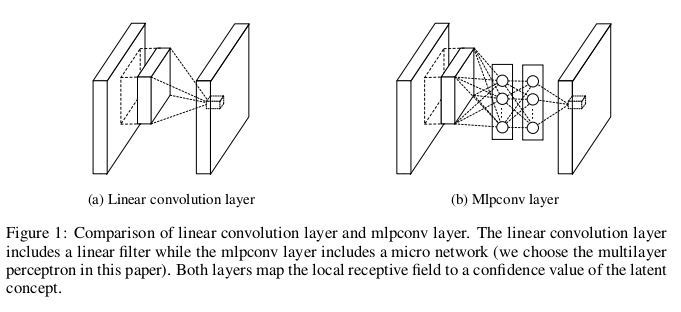 (a) Linear convolution layer
(b) Mlpconv layer
Figure 1: Comparison of linear convolution layer and mlpconv layer. The linear convolution layer
includes a linear filter while the mlpconv layer includes a micro network (we choose the multilayer
perceptron in this paper). Both layers map the local receptive field to a confidence value of the latent
concept.